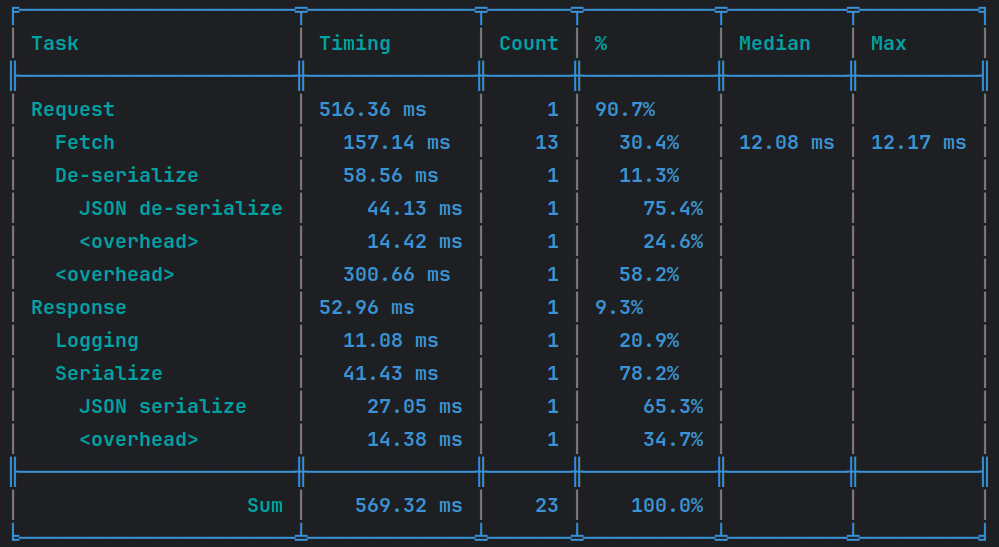 Task Timing Count % Median Max
Request 516.36 ms 1 90.7%
Fetch 157.14 ms 13 30.4% 12.08 ms 12.17 ms
De-serialize 58.56 ms 1 11.3%
JSON de-serialize 44.13 ms 1 75.4%
<overhead> 14.42 ms 1 24.6%
<overhead> 300.66 ms 1 58.2%
Response 52.96 ms 1 9.3%
Logging 11.08 ms 1 20.9%
Serialize 41.43 ms 1 78.2%
JSON serialize 27.05 ms 1 65.3%
<overhead> 14.38 ms 1 34.7%
Sum 569.32 ms 23 100.0%